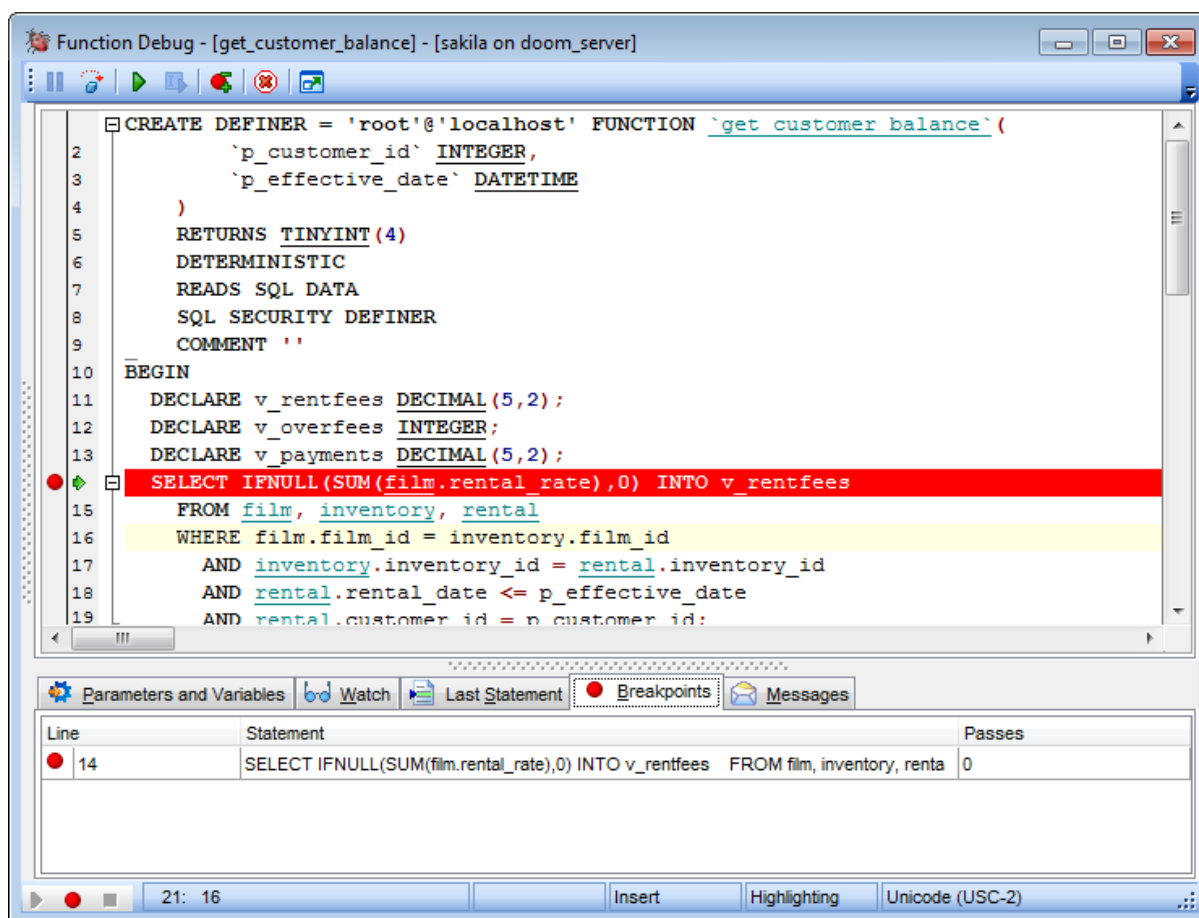 Function Debug - [get_customer_balance] - [sakila on doom_server]
CREATE DEFINER = 'root'@'localhost' FUNCTION `get_customer_balance`(
2 `p_customer_id` INTEGER,
3 `p_effective_date` DATETIME
4 )
5 RETURNS TINYINT(4)
6 DETERMINISTIC
7 READS SQL DATA
8 SQL SECURITY DEFINER
9 COMMENT ''
10 BEGIN
11 DECLARE v_rentfees DECIMAL(5,2);
12 DECLARE v_overfees INTEGER;
13 DECLARE v_payments DECIMAL(5,2);
SELECT IFNULL(SUM(film.rental_rate),0) INTO v_rentfees
15 FROM film, inventory, rental
16 WHERE film.film_id = inventory.film_id
17 AND inventory.inventory_id = rental.inventory_id
18 AND rental.rental_date <= p_effective_date
19 AND rental.customer_id = p_customer_id;
Parameters and Variables Watch Last Statement Breakpoints Messages
Line Statement Passes
14 SELECT IFNULL(SUM(film.rental_rate),0) INTO v_rentfees FROM film, inventory, renta 0
21: 16 Insert Highlighting Unicode (USC-2)